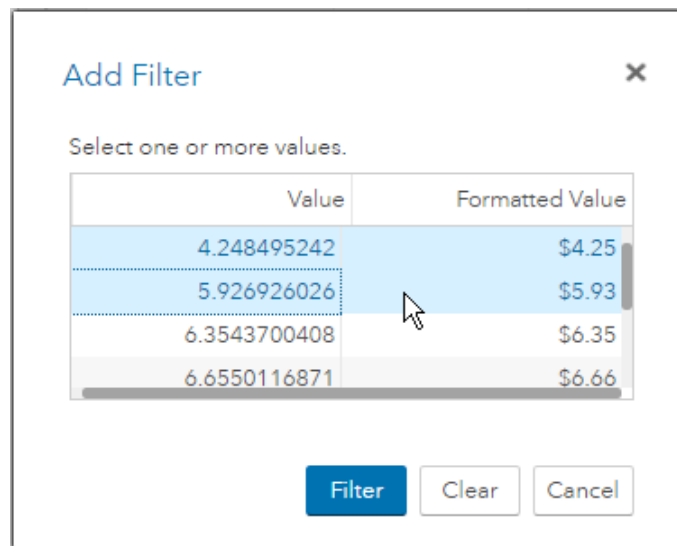 Add Filter
Select one or more values.
Value Formatted Value
4.248495242 $4.25
5.926926026 $5.93
6.3543700408 $6.35
6.6550116871 $6.66
Filter Clear Cancel